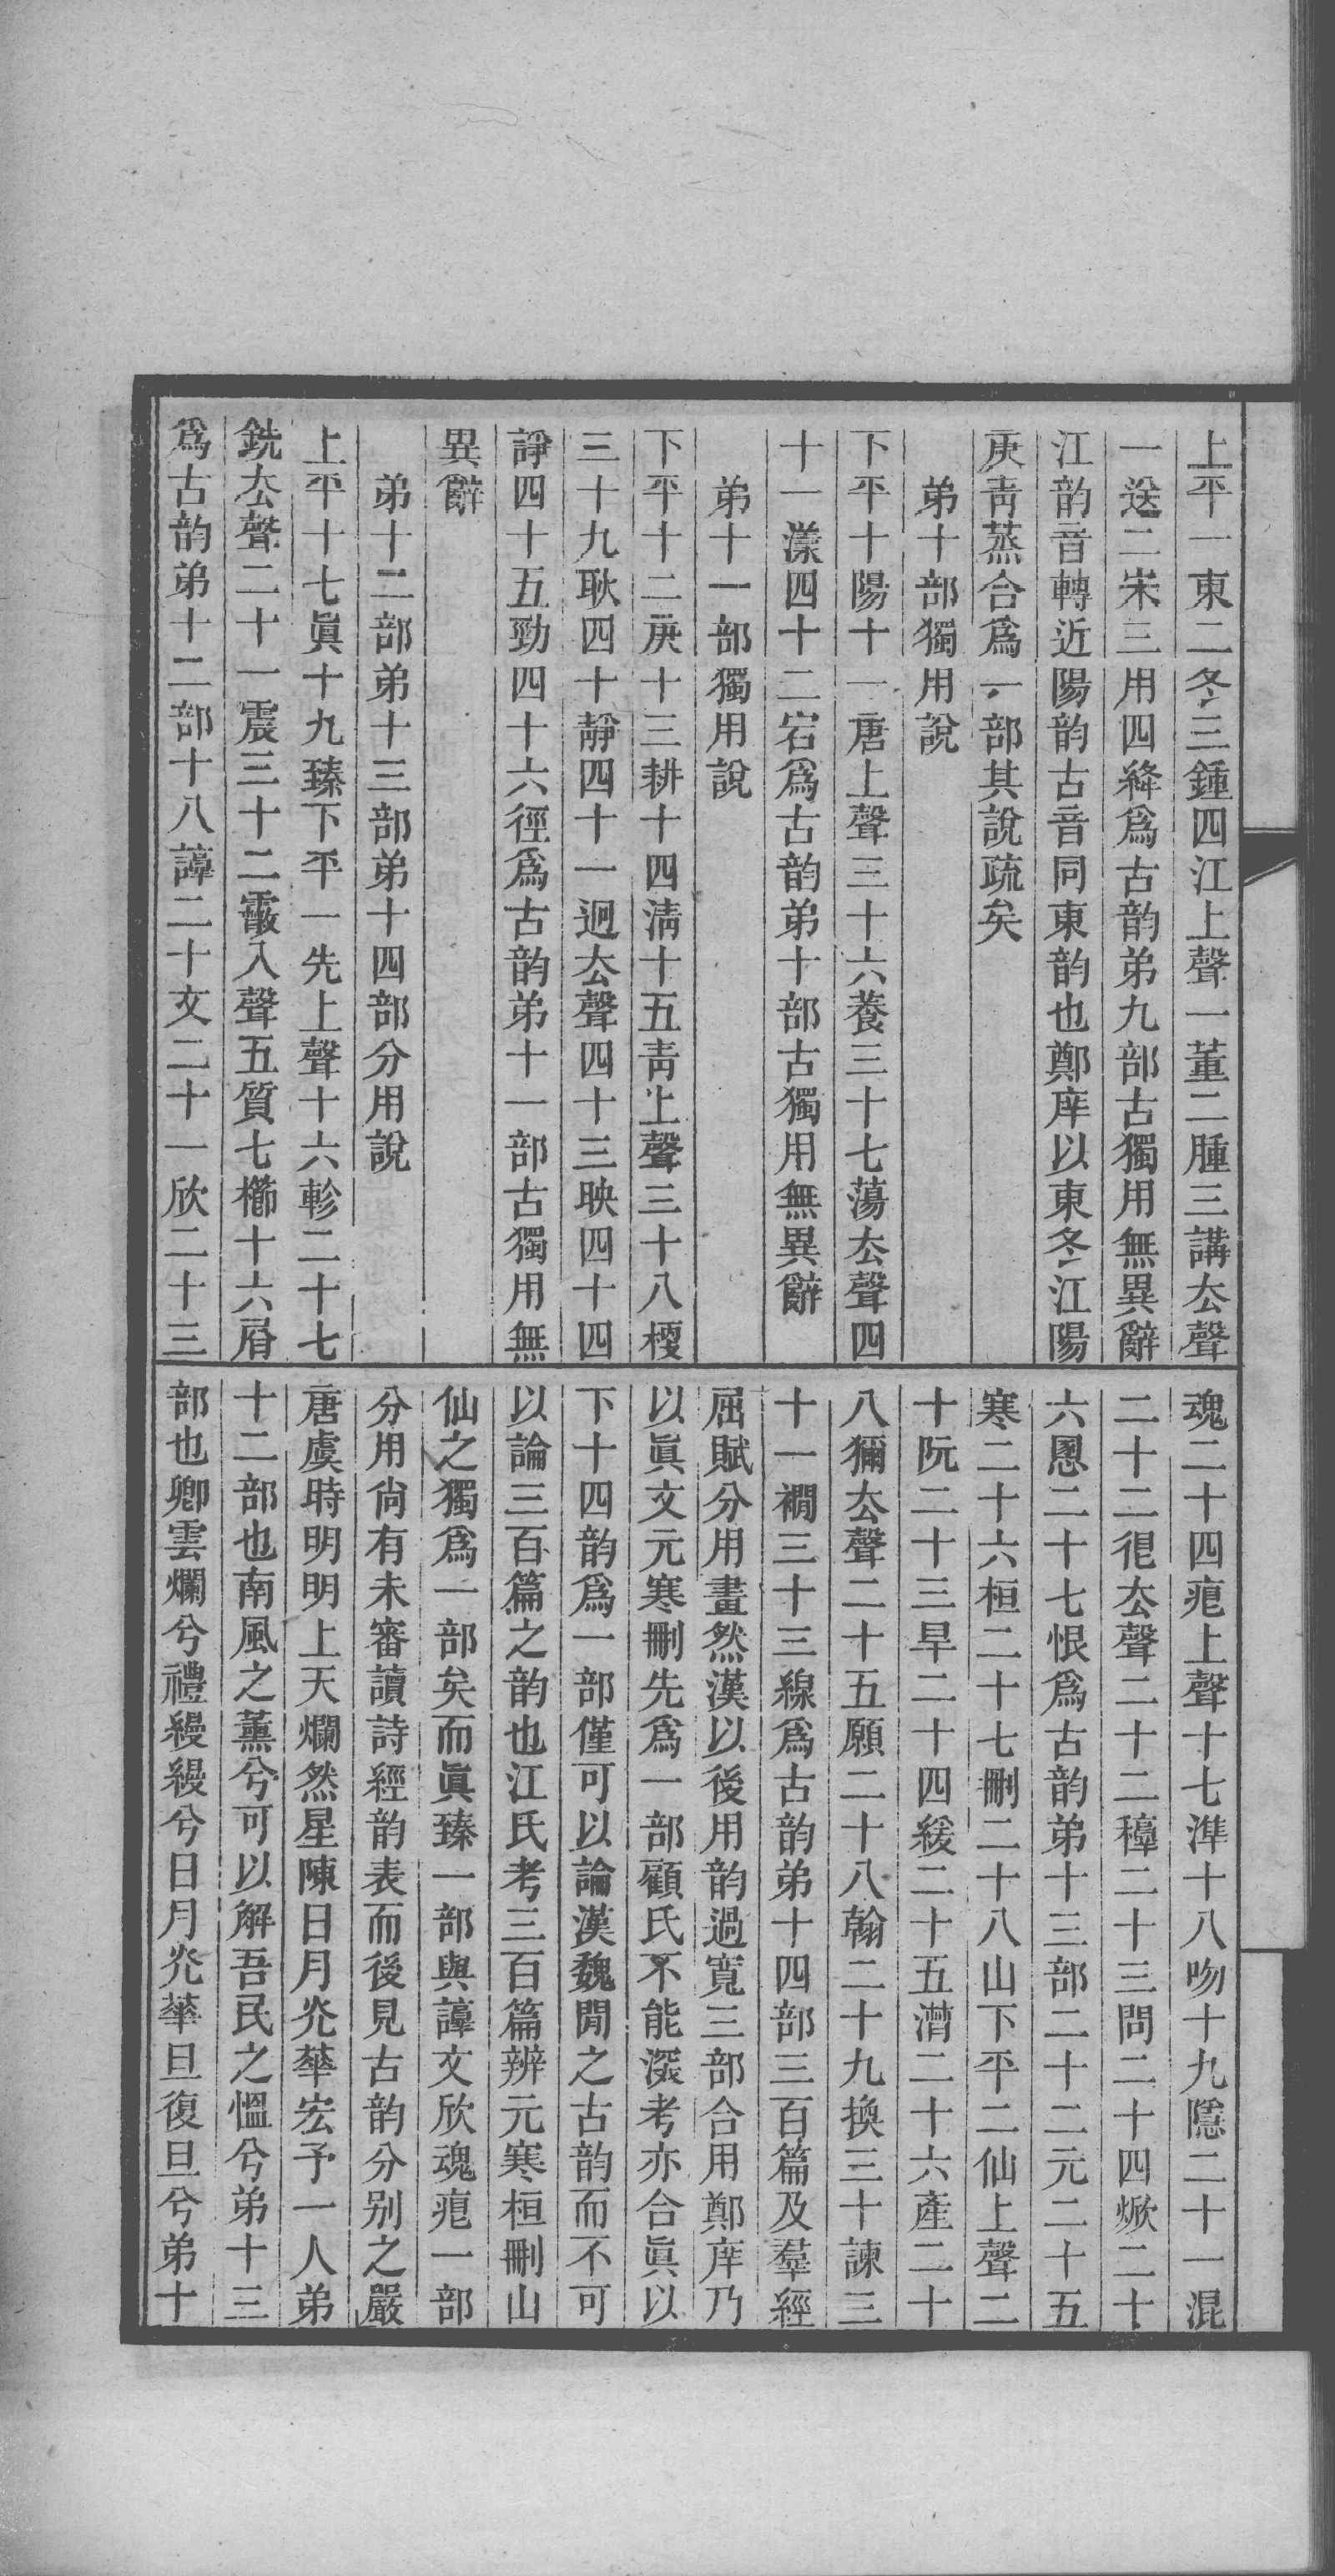 上平一東二冬三鍾四江上聲一董二腫三講厺聲
一送二宋三用四絳爲古韵弟九部古獨用無異辭
江韵音轉近陽韵古音同東韵也鄭庠以東冬江陽
庚靑蒸合爲一部其說疏矣
弟十部獨用說
下平十陽十一唐上聲三十六養三十七蕩厺聲四
十一漾四十二宕爲古韵弟十部古獨用無異辭
弟十一部獨用說
下平十二庚十三耕十四淸十五靑上聲三十八梗
三十九耿四十靜四十一迥厺聲四十三映四十四
諍四十五勁四十六徑爲古韵弟十一部古獨用無
異辭
弟十二部弟十三部弟十四部分用說
上平十七眞十九臻下平一先上聲十六軫二十七
銑厺聲二十一震三十二霰入聲五質七櫛十六屑
爲古韵弟十二部十八諄二十文二十一欣二十三
魂二十四痕上聲十七準十八吻十九隱二十一混
二十二很厺聲二十二稕二十三問二十四焮二十
六慁二十七恨爲古韵弟十三部二十二元二十五
寒二十六桓二十七刪二十八山下平二仙上聲二
十阮二十三旱二十四緩二十五潸二十六產二十
八獮厺聲二十五願二十八翰二十九換三十諫三
十一襉三十三線爲古韵弟十四部三百篇及羣經
屈賦分用畫然漢以後用韵過寬三部合用鄭庠乃
以眞文元寒刪先爲一部顧氏不能深考亦合眞以
下十四韵爲一部僅可以論漢魏閒之古韵而不可
以論三百篇之韵也江氏考三百篇辨元寒桓刪山
仙之獨爲一部矣而眞臻一部與諄文欣魂痕一部
分用尙有未審讀詩經韵表而後見古韵分別之嚴
唐虞時明明上天爛然星陳日月光華宏予一人弟
十二部也南風之薰兮可以解吾民之慍兮弟十三
部也卿雲爛兮禮縵縵兮日月光華旦復旦兮弟十